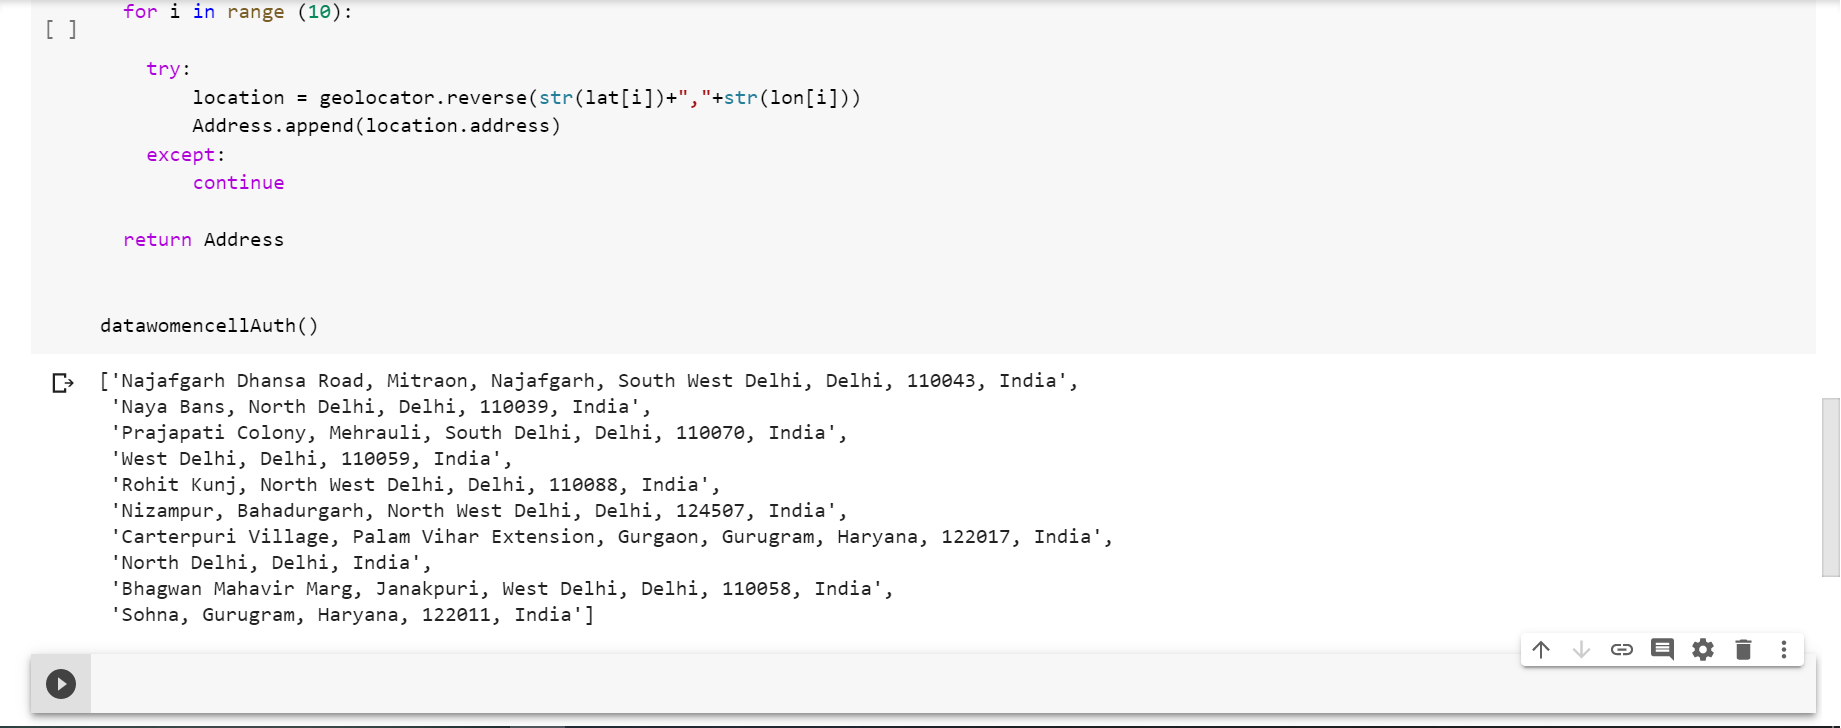 for i in range (10):
[ ]
try:
location = geolocator.reverse(str(lat[i])+","+str(lon[i]))
Address.append(location.address)
except:
continue
return Address
datawomencellAuth()
['Najafgarh Dhansa Road, Mitraon, Najafgarh, South West Delhi, Delhi, 110043, India',
'Naya Bans, North Delhi, Delhi, 110039, India',
'Prajapati Colony, Mehrauli, South Delhi, Delhi, 110070, India',
'West Delhi, Delhi, 110059, India',
'Rohit Kunj, North West Delhi, Delhi, 110088, India',
'Nizampur, Bahadurgarh, North West Delhi, Delhi, 124507, India',
'Carterpuri Village, Palam Vihar Extension, Gurgaon, Gurugram, Haryana, 122017, India',
'North Delhi, Delhi, India',
'Bhagwan Mahavir Marg, Janakpuri, West Delhi, Delhi, 110058, India',
'Sohna, Gurugram, Haryana, 122011, India']